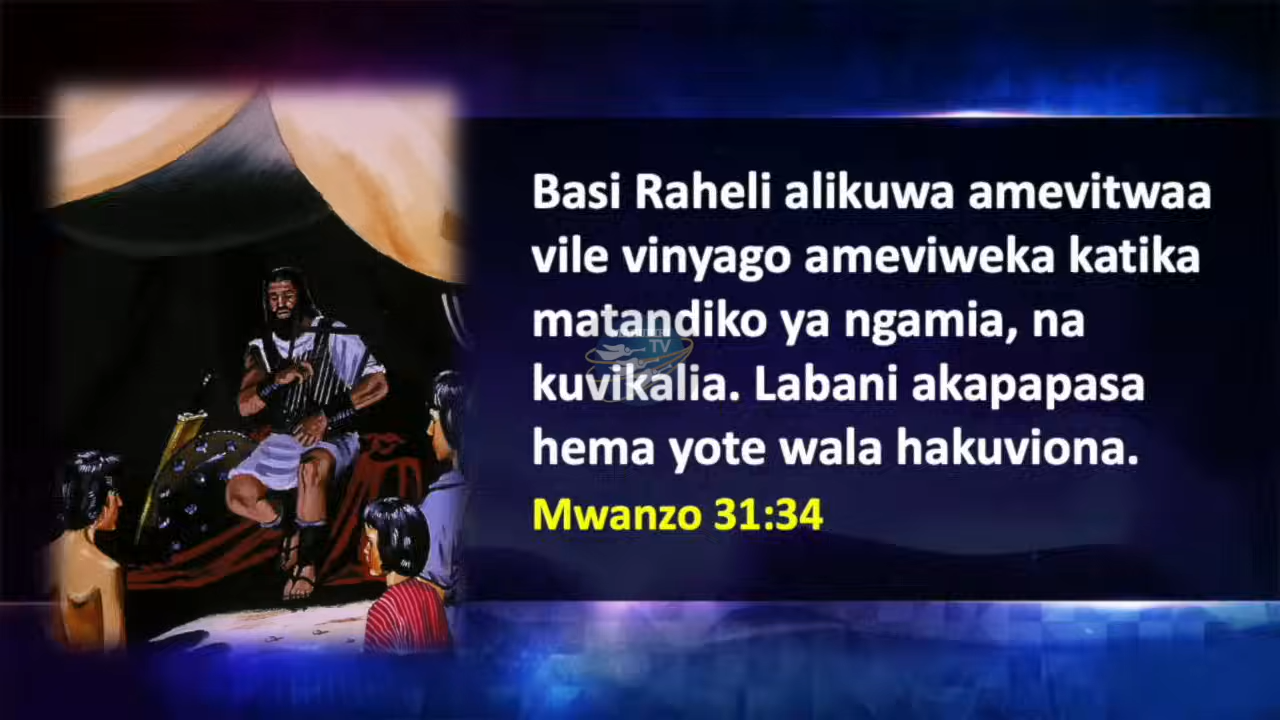 Basi Raheli alikuwa amevitwaa
vile vinyago ameviweka katika
matandiko ya ngamia, na
kuvikalia. Labani akapapasa
hema yote wala hakuviona.
Mwanzo 31:34
TV